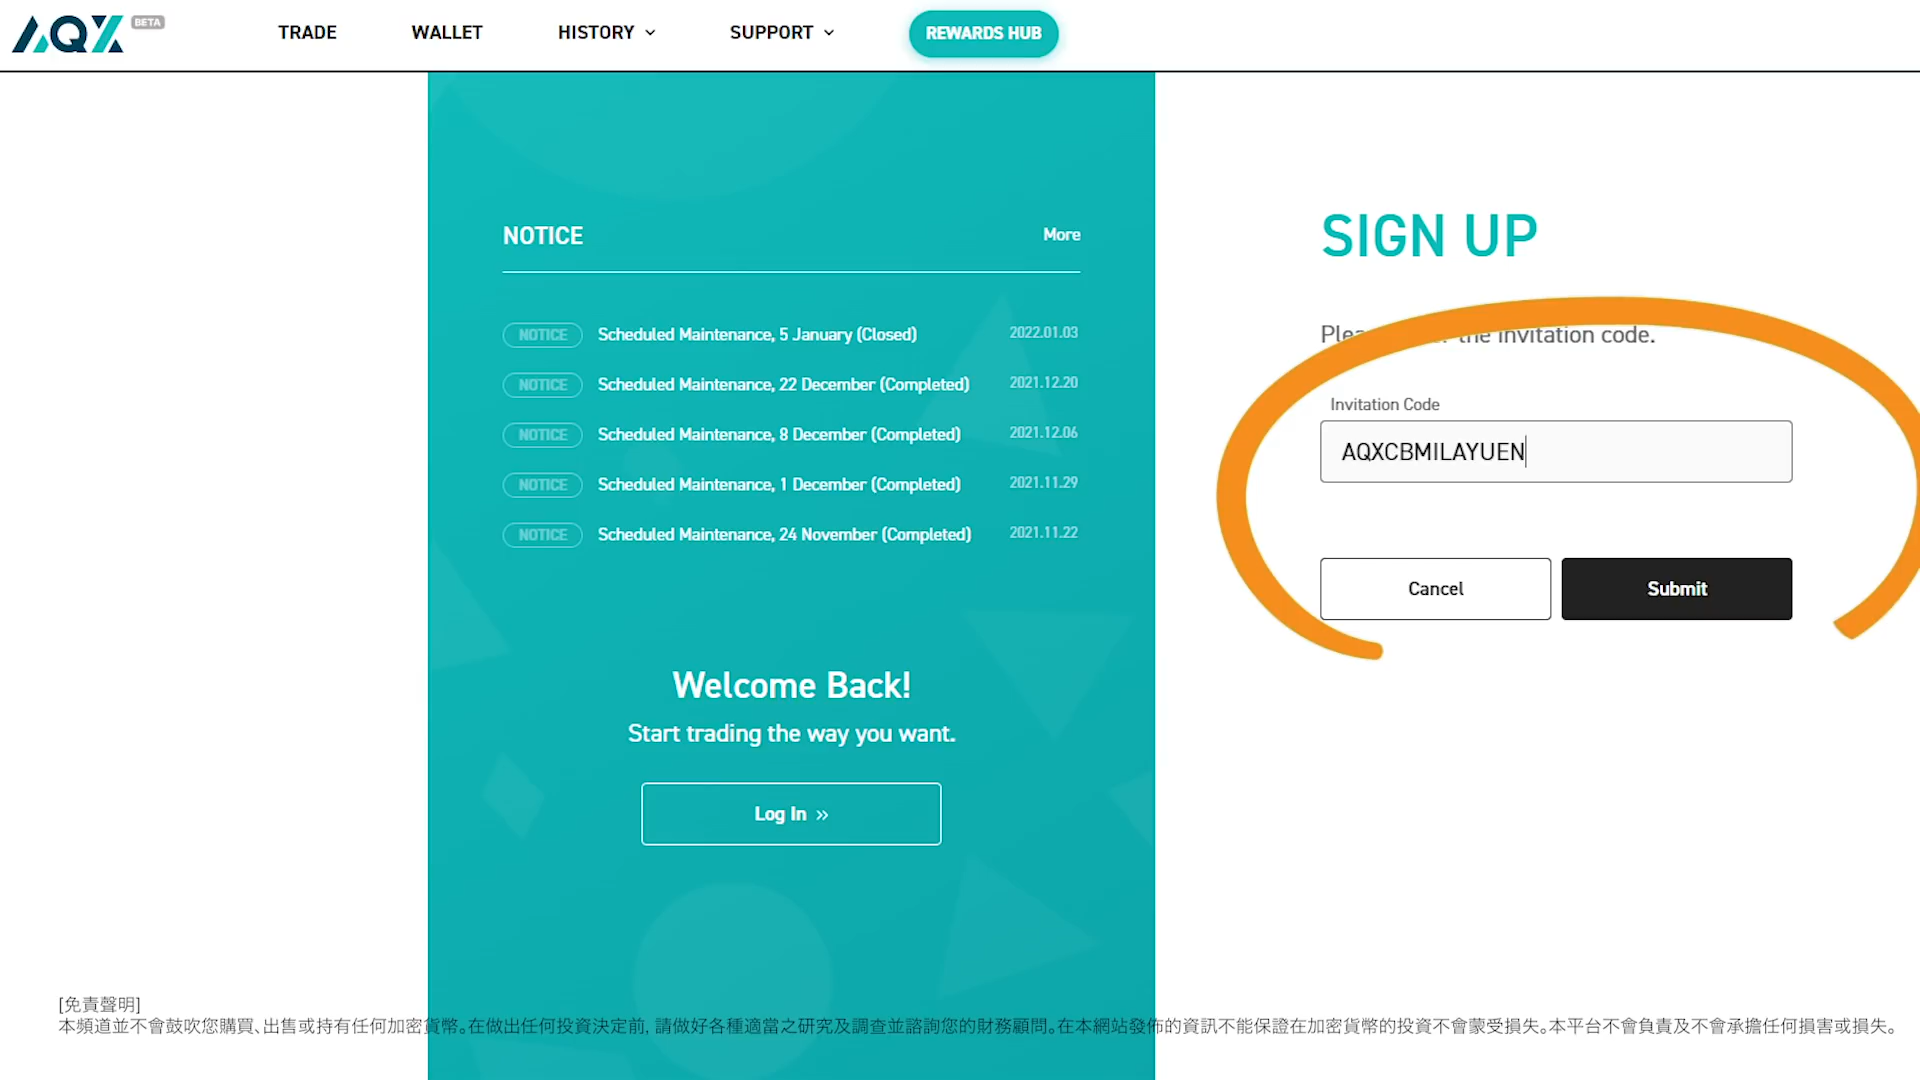 AQX BETA
TRADE
WALLET
HISTORY
SUPPORT
REWARDS HUB
NOTICE
More
NOTICE Scheduled Maintenance, 5 January (Closed) 2022.01.03
NOTICE Scheduled Maintenance, 22 December (Completed) 2021.12.20
NOTICE Scheduled Maintenance, 8 December (Completed) 2021.12.06
NOTICE Scheduled Maintenance, 1 December (Completed) 2021.11.29
NOTICE Scheduled Maintenance, 24 November (Completed) 2021.11.22
Welcome Back!
Start trading the way you want.
Log In »
SIGN UP
the invitation code.
Invitation Code
AQXCBMILAYUEN
Cancel
Submit
[免責聲明]
本頻道並不會鼓吹您購買、出售或持有任何加密貨幣。在做出任何投資決定前, 請做好各種適當之研究及調查並諮詢您的財務顧問。在本網站發佈的資訊不能保證在加密貨幣的投資不會蒙受損失。本平台不會負責及不會承擔任何損害或損失。